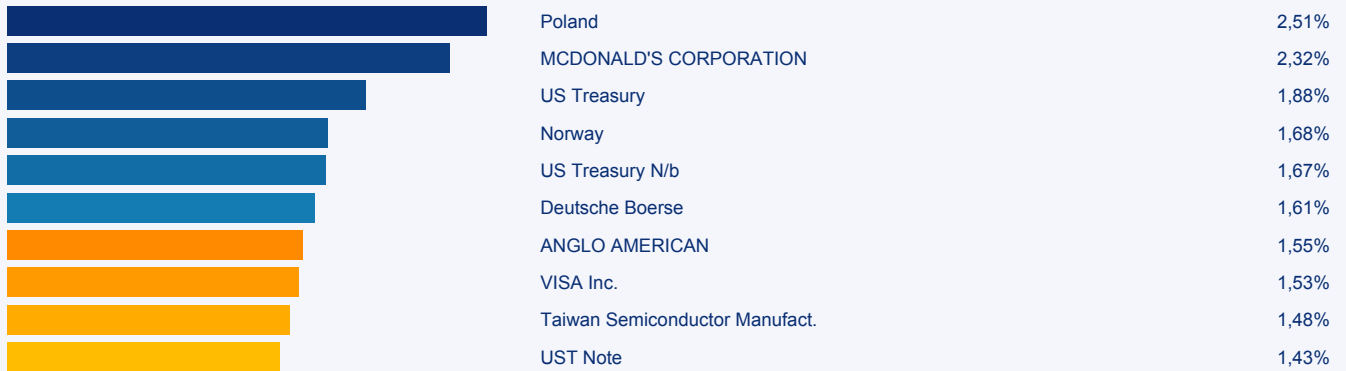 Poland 2,51%
MCDONALD'S CORPORATION 2,32%
US Treasury 1,88%
Norway 1,68%
US Treasury N/b 1,67%
Deutsche Boerse 1,61%
ANGLO AMERICAN 1,55%
VISA Inc. 1,53%
Taiwan Semiconductor Manufact. 1,48%
UST Note 1,43%